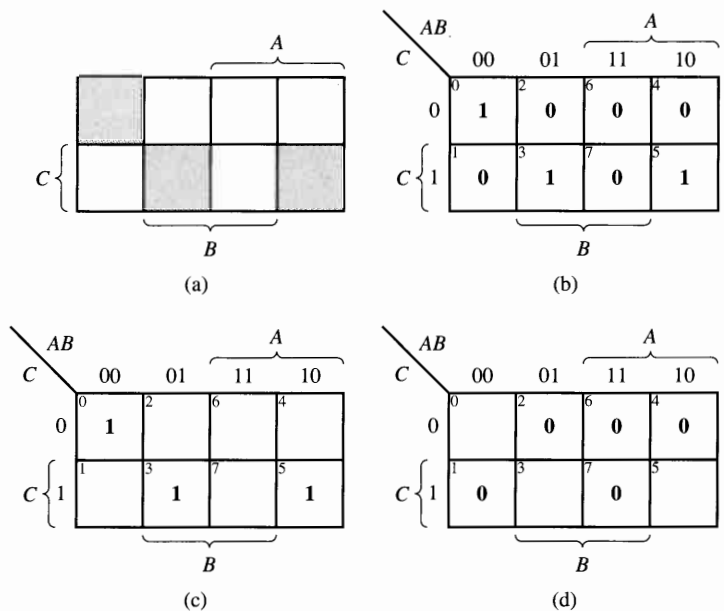 A
C
B
(a)
AB
C 00 01 11 10
A
0 2 6 4
0 1 0 0 0
1 3 7 5
C 1 0 1 0 1
B
(b)
AB
C 00 01 11 10
A
0 2 6 4
0 1
1 3 7 5
C 1 1 1
B
(c)
AB
C 00 01 11 10
A
0 2 6 4
0 0 0 0
1 3 7 5
C 1 0 0
B
(d)